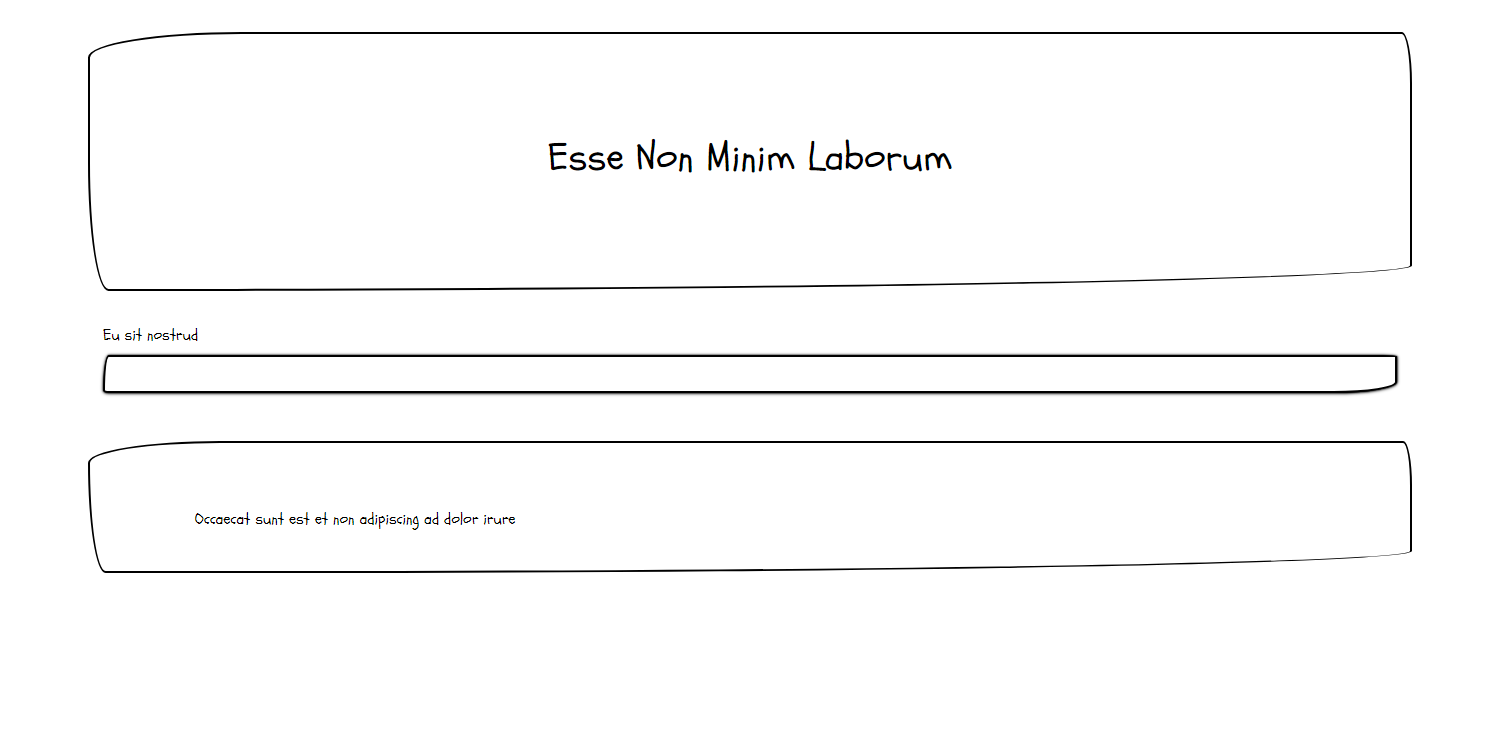 Esse Non Minim Laborum
Eu sit nostrud
Occaecat sunt est et non adipiscing ad dolor irure